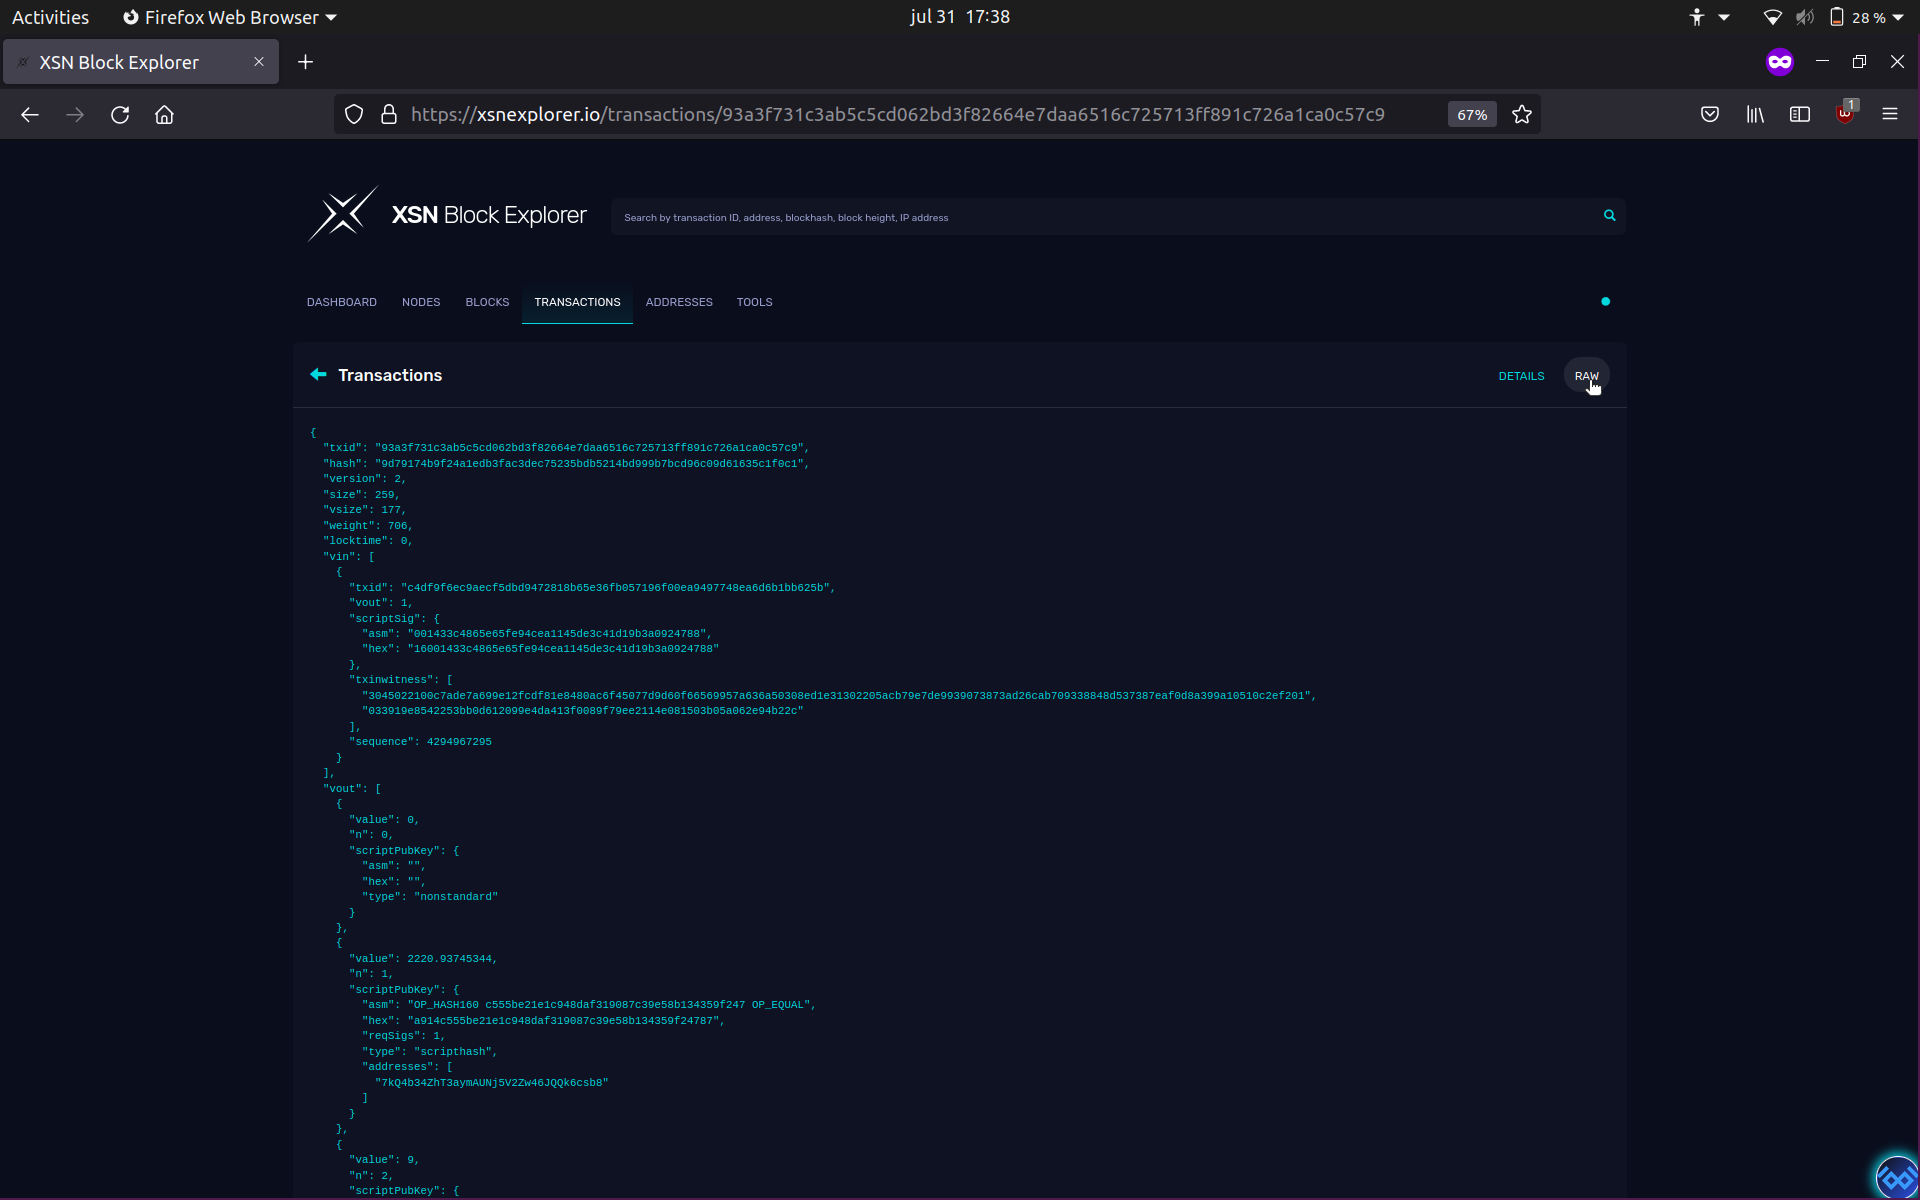 Activities Firefox Web Browser jul 31 17:38 28 %
XSN Block Explorer
https://xsnexplorer.io/transactions/93a3f731c3ab5c5cd062bd3f82664e7daa6516c725713ff891c726a1ca0c57c9 67% 1
XSN Block Explorer Search by transaction ID, address, blockhash, block height, IP address
DASHBOARD NODES BLOCKS TRANSACTIONS ADDRESSES TOOLS
Transactions DETAILS RAW
{
"txid": "93a3f731c3ab5c5cd062bd3f82664e7daa6516c725713ff891c726a1ca0c57c9",
"hash": "9d79174b9f24a1edb3fac3dec75235bdb5214bd999b7bcd96c09d61635c1f0c1",
"version": 2,
"size": 259,
"vsize": 177,
"weight": 706,
"locktime": 0,
"vin": [
{
"txid": "c4df9f6ec9aecf5dbd9472818b65e36fb057196f00ea9497748ea6d6b1bb625b",
"vout": 1,
"scriptSig": {
"asm": "001433c4865e65fe94cea1145de3c41d19b3a0924788",
"hex": "16001433c4865e65fe94cea1145de3c41d19b3a0924788"
},
"txinwitness": [
"3045022100c7ade7a699e12fcdf81e8480ac6f45077d9d60f66569957a636a50308ed1e31302205acb79e7de9939073873ad26cab709338848d537387eaf0d8a399a10510c2ef201",
"033919e8542253bb0d612099e4da413f0089f79ee2114e081503b05a062e94b22c"
],
"sequence": 4294967295
}
],
"vout": [
{
"value": 0,
"n": 0,
"scriptPubKey": {
"asm": "",
"hex": "",
"type": "nonstandard"
}
},
{
"value": 2220.93745344,
"n": 1,
"scriptPubKey": {
"asm": "OP_HASH160 c555be21e1c948daf319087c39e58b134359f247 OP_EQUAL",
"hex": "a914c555be21e1c948daf319087c39e58b134359f24787",
"reqSigs": 1,
"type": "scripthash",
"addresses": [
"7kQ4b34ZhT3aymAUNj5V2Zw46JQQk6csb8"
]
}
},
{
"value": 9,
"n": 2,
"scriptPubKey": {